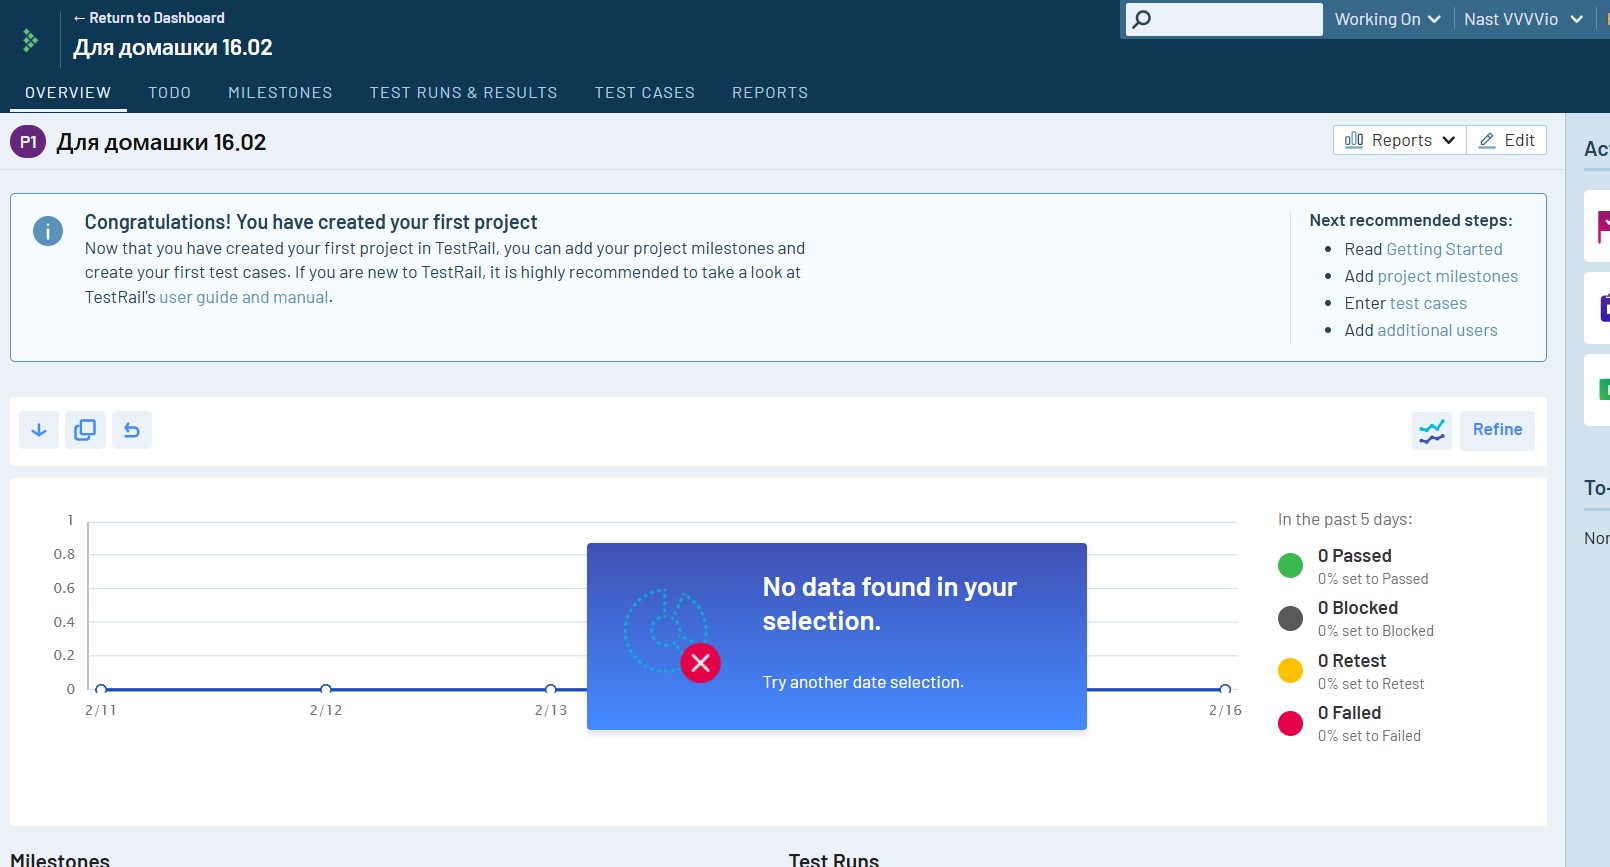 ← Return to Dashboard
Для домашки 16.02
Working On
Nast VVVVio
OVERVIEW TODO MILESTONES TEST RUNS & RESULTS TEST CASES REPORTS
P1 Для домашки 16.02
Reports
Edit
Congratulations! You have created your first project
Now that you have created your first project in TestRail, you can add your project milestones and
create your first test cases. If you are new to TestRail, it is highly recommended to take a look at
TestRail's user guide and manual.
Next recommended steps:
Read Getting Started
Add project milestones
Enter test cases
Add additional users
Refine
1
0.8
0.6
0.4
0.2
0
2/11 2/12 2/13 2/16
No data found in your
selection.
Try another date selection.
In the past 5 days:
0 Passed
0% set to Passed
0 Blocked
0% set to Blocked
0 Retest
0% set to Retest
0 Failed
0% set to Failed
To-
Milestones
Test Runs